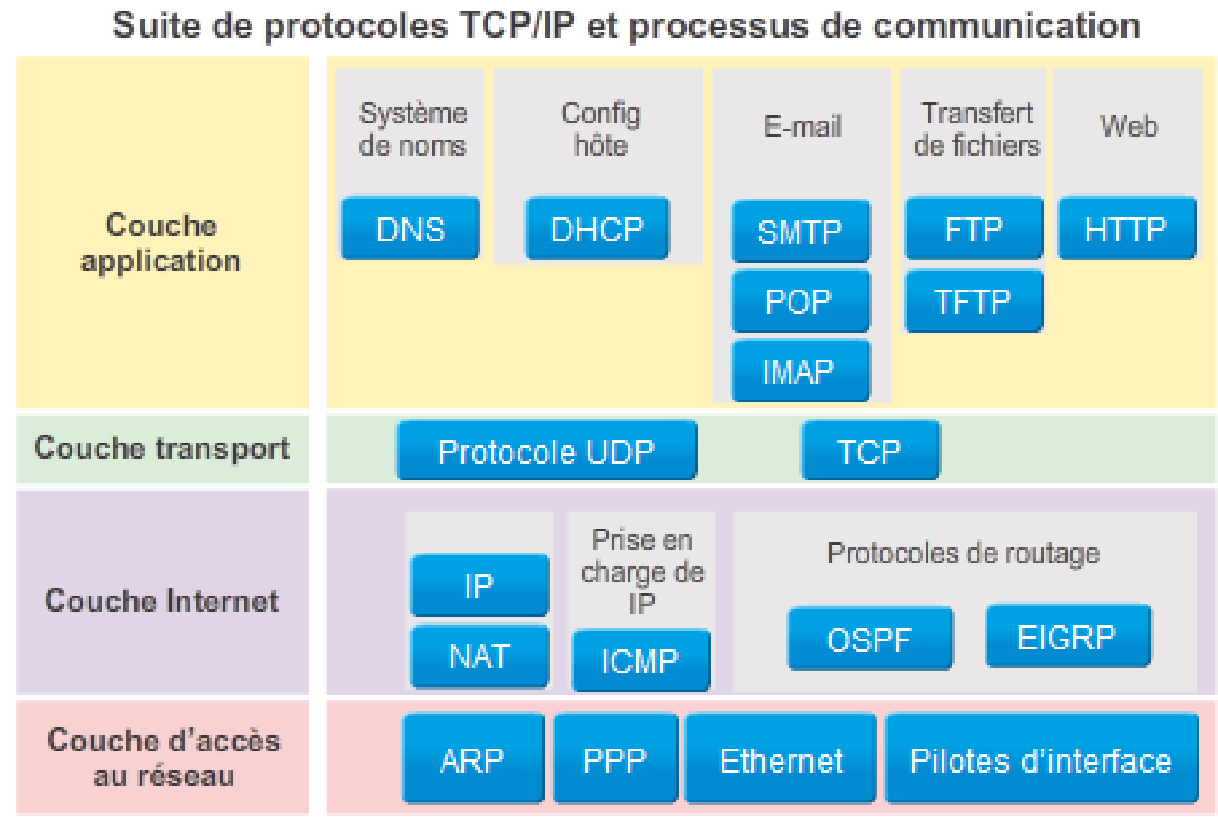 Suite de protocoles TCP/IP et processus de communication
Couche
application
Système
de noms
DNS
Config
hôte
DHCP
E-mail
SMTP
POP
IMAP
Transfert
de fichiers
FTP
TFTP
Web
HTTP
Couche transport
Protocole UDP
TCP
Couche Internet
IP
NAT
Prise en
charge de
IP
ICMP
Protocoles de routage
OSPF
EIGRP
Couche d'accès
au réseau
ARP
PPP
Ethernet
Pilotes d'interface